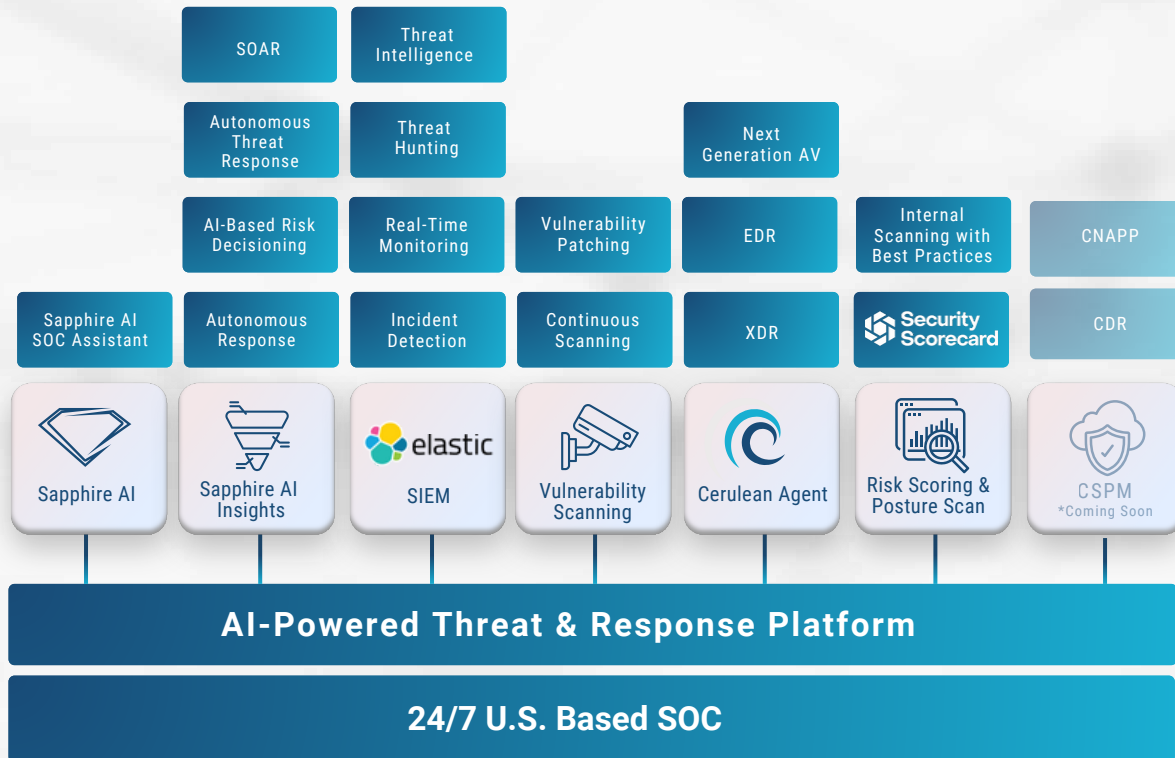 SOAR
Threat
Intelligence
Autonomous
Threat
Response
Threat
Hunting
Next
Generation AV
AI-Based Risk
Decisioning
Real-Time
Monitoring
Vulnerability
Patching
EDR
Internal
Scanning with
Best Practices
CNAPP
Sapphire AI
SOC Assistant
Autonomous
Response
Incident
Detection
Continuous
Scanning
XDR
Security
Scorecard
CDR
Sapphire AI
Sapphire AI
Insights
elastic
SIEM
Vulnerability
Scanning
Cerulean Agent
Risk Scoring &
Posture Scan
CSPM
*Coming Soon
AI-Powered Threat & Response Platform
24/7 U.S. Based SOC